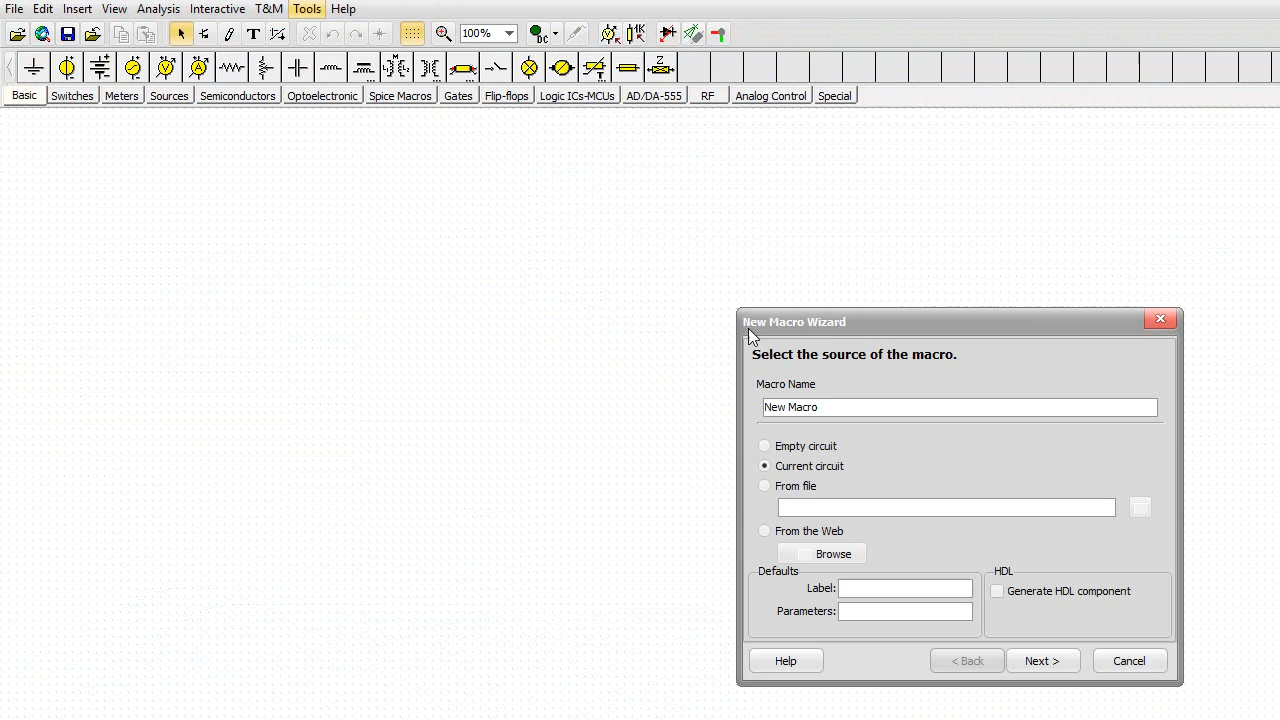 File Edit Insert View Analysis Interactive T&M Tools Help
T 100% DC
Basic Switches Meters Sources Semiconductors Optoelectronic Spice Macros Gates Flip-flops Logic ICs-MCUs AD/DA-555 RF Analog Control Special
New Macro Wizard
Select the source of the macro.
Macro Name
New Macro
Empty circuit
Current circuit
From file
From the Web
Browse
Defaults
Label:
Parameters:
HDL
Generate HDL component
Help < Back Next > Cancel